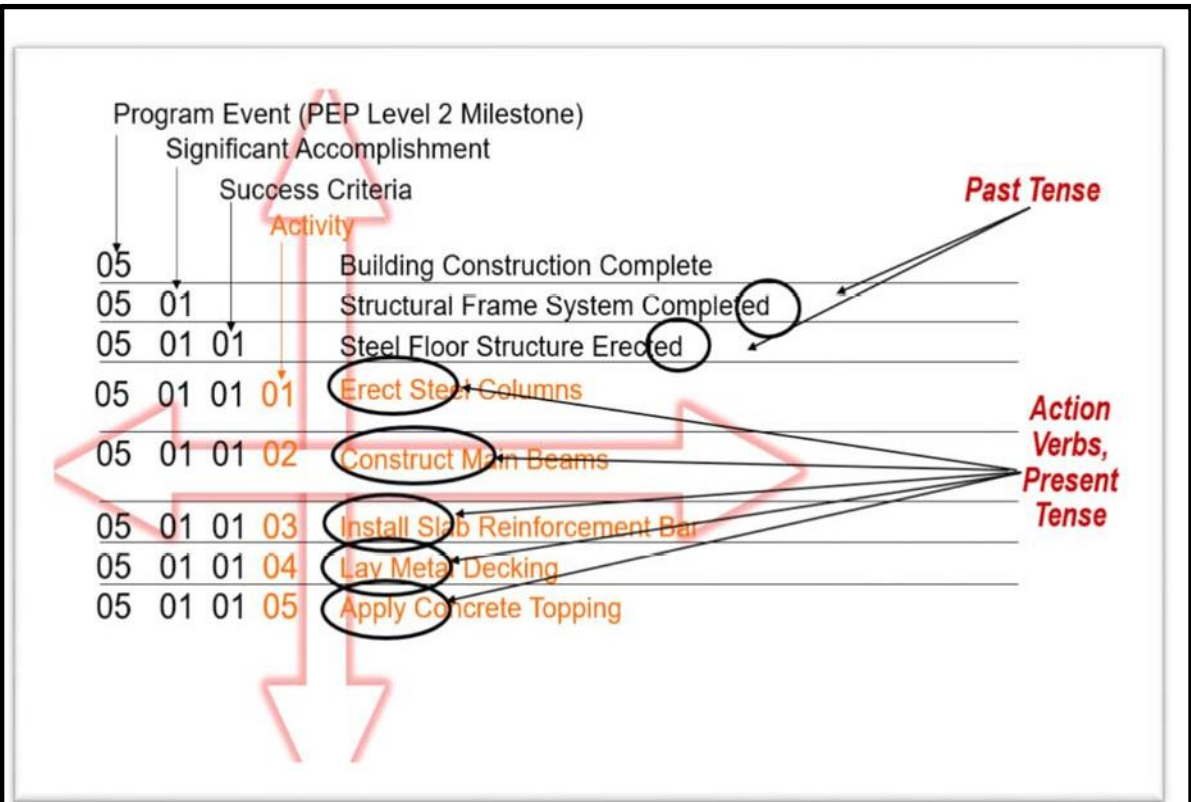 Program Event (PEP Level 2 Milestone)
Significant Accomplishment
Success Criteria
Activity
Past Tense
05 Building Construction Complete
05 01 Structural Frame System Completed
05 01 01 Steel Floor Structure Erected
05 01 01 01 Erect Steel Columns
05 01 01 02 Construct Main Beams
05 01 01 03 Install Slab Reinforcement Bar
05 01 01 04 Lay Metal Decking
05 01 01 05 Apply Concrete Topping
Action
Verbs,
Present
Tense